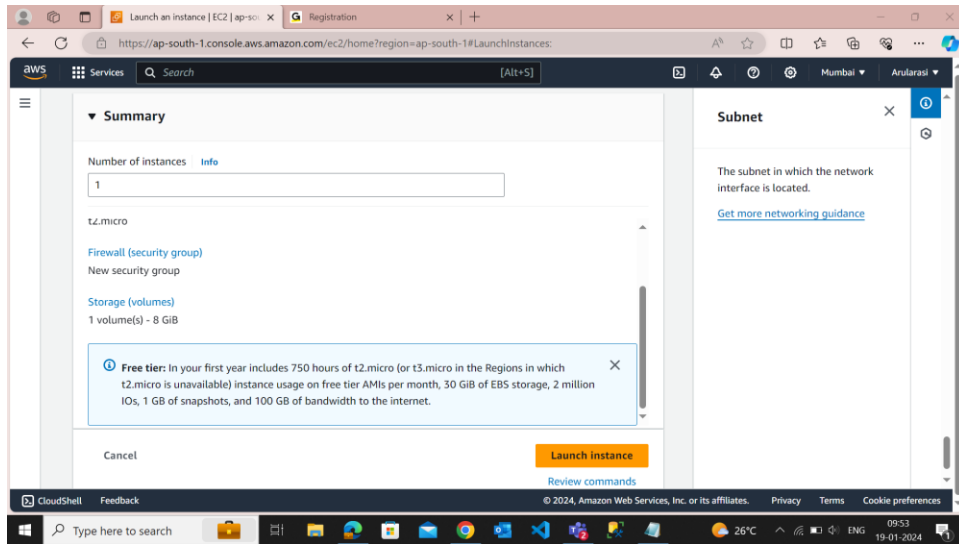 Launch an instance | EC2 | ap-sou
G Registration
https://ap-south-1.console.aws.amazon.com/ec2/home?region=ap-south-1#LaunchInstances:
aws Services Search [Alt+S] Mumbai ▼ Arularasi ▼
▼ Summary
Number of instances Info
1
t2.micro
Firewall (security group)
New security group
Storage (volumes)
1 volume(s) - 8 GiB
Free tier: In your first year includes 750 hours of t2.micro (or t3.micro in the Regions in which
t2.micro is unavailable) instance usage on free tier AMIs per month, 30 GiB of EBS storage, 2 million
IOs, 1 GB of snapshots, and 100 GB of bandwidth to the internet.
Cancel
Launch instance
Review commands
Subnet
The subnet in which the network
interface is located.
Get more networking guidance
CloudShell Feedback © 2024, Amazon Web Services, Inc. or its affiliates. Privacy Terms Cookie preferences
Type here to search 26°C ENG 09:53
19-01-2024